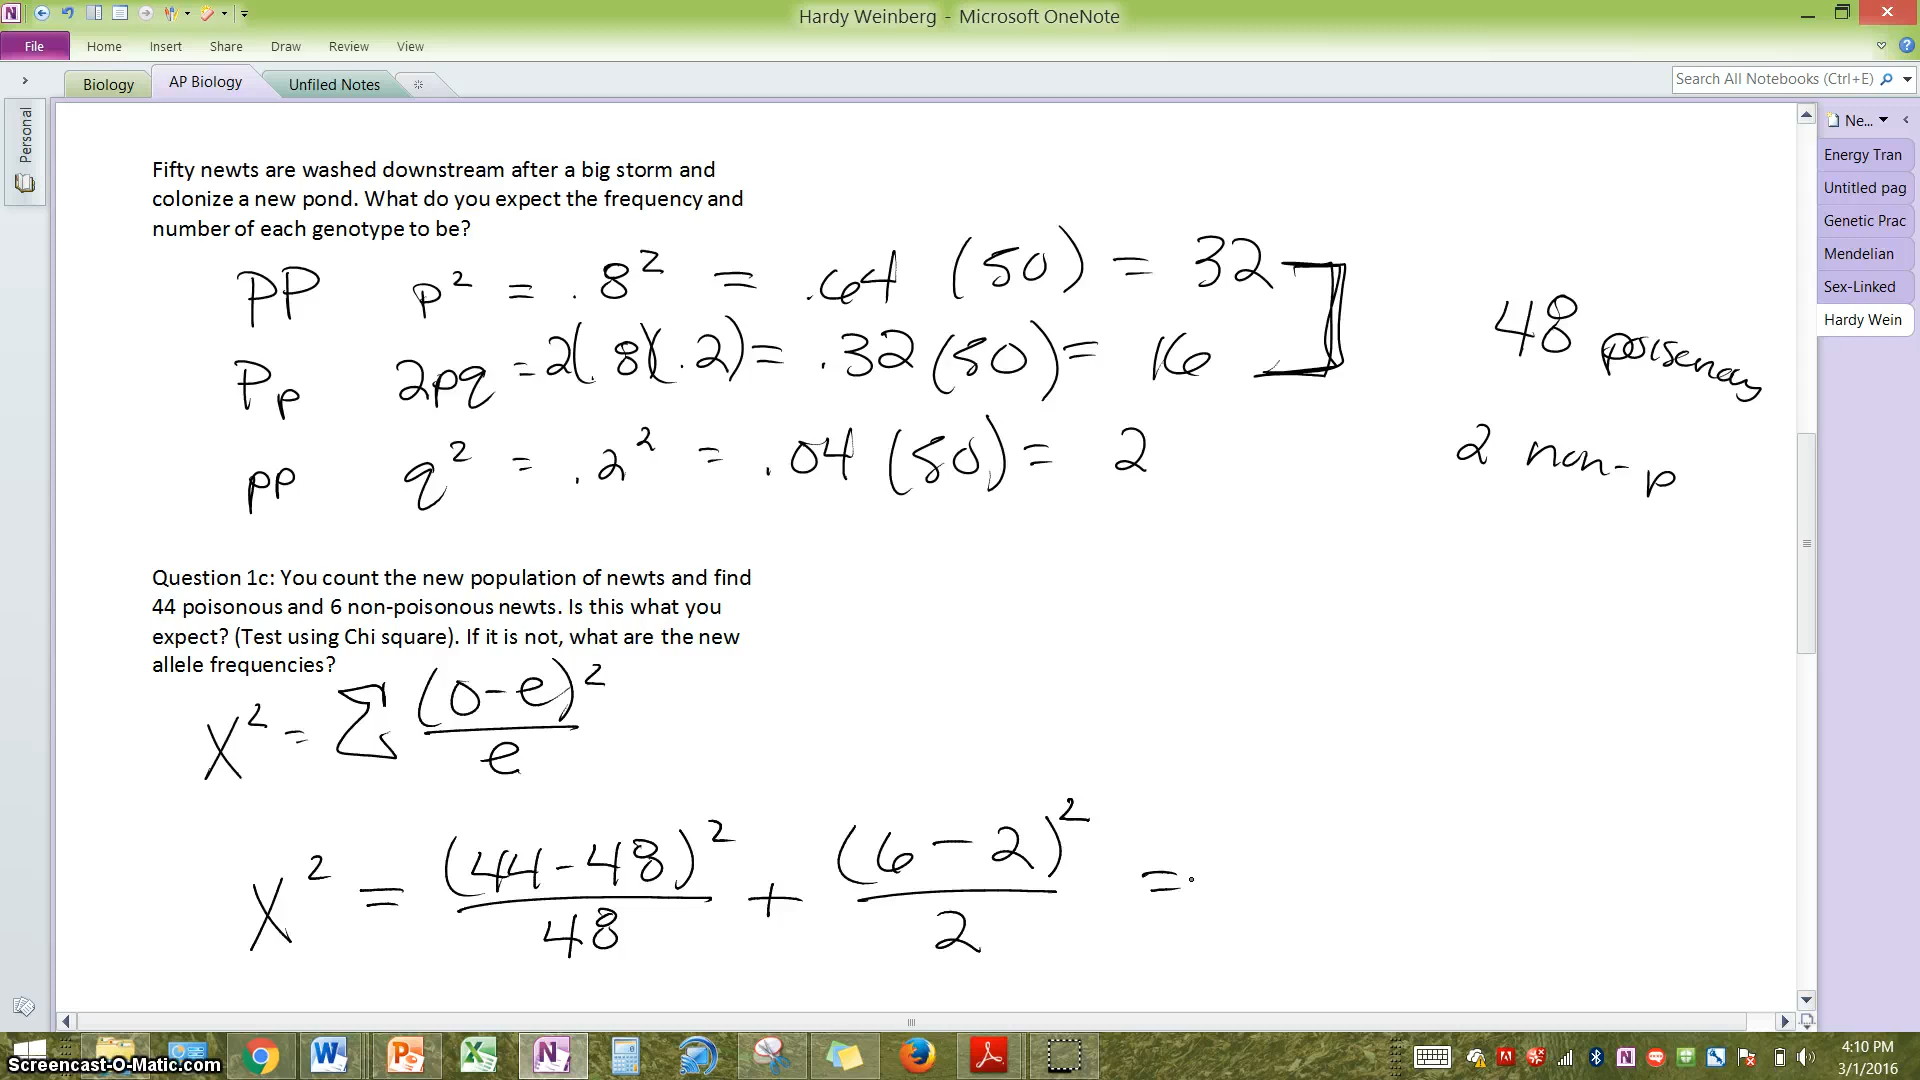 Hardy Weinberg - Microsoft OneNote
File Home Insert Share Draw Review View
Biology AP Biology Unfiled Notes
Search All Notebooks (Ctrl+E)
Personal
Ne...
Energy Tran
Untitled pag
Genetic Prac
Mendelian
Sex-Linked
Hardy Wein
Fifty newts are washed downstream after a big storm and
colonize a new pond. What do you expect the frequency and
number of each genotype to be?
PP p² = .8² = .64 (50) = 32
Pp 2pq = 2(.8)(.2) = .32 (50) = 16
48 poisenous
pp q² = .2² = .04 (50) = 2
2 non-p
Question 1c: You count the new population of newts and find
44 poisonous and 6 non-poisonous newts. Is this what you
expect? (Test using Chi square). If it is not, what are the new
allele frequencies?
X² = Σ (o-e)² / e
X² = (44-48)² / 48 + (6-2)² / 2 =
Screencast-O-Matic.com
4:10 PM
3/1/2016